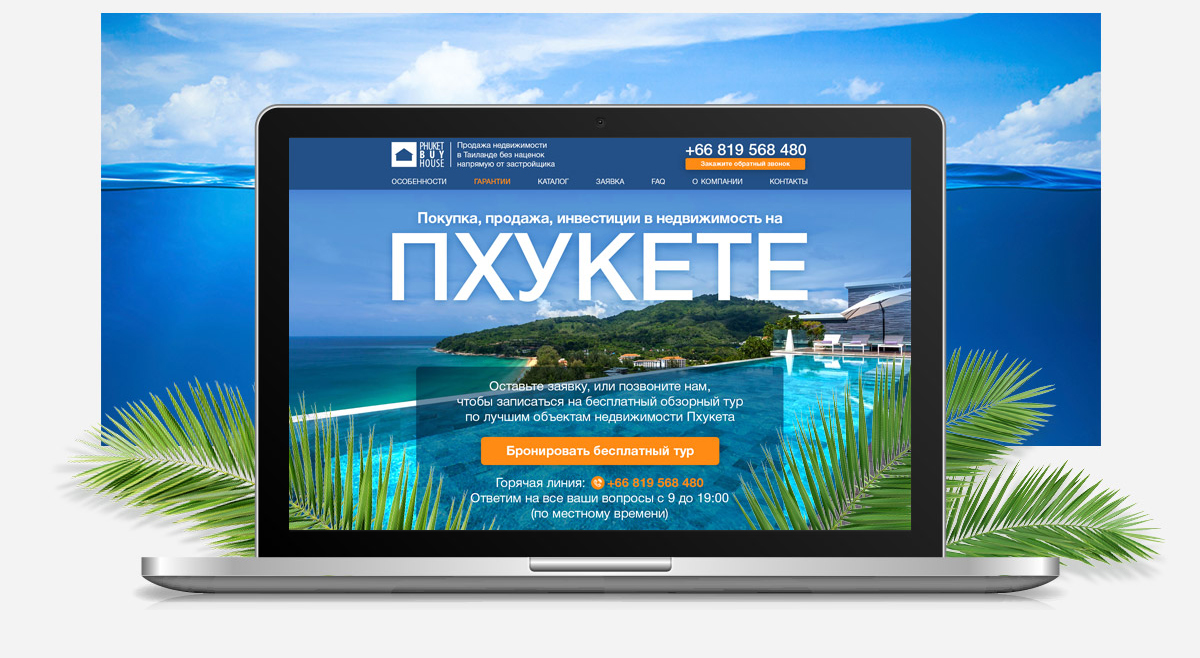 PHUKET
BUY
HOUSE
Продажа недвижимости
в Таиланде без наценок
напрямую от застройщика
+66 819 568 480
Закажите обратный звонок
ОСОБЕННОСТИ ГАРАНТИИ КАТАЛОГ ЗАЯВКА FAQ О КОМПАНИИ КОНТАКТЫ
Покупка, продажа, инвестиции в недвижимость на
ПХУКЕТЕ
Оставьте заявку, или позвоните нам,
чтобы записаться на бесплатный обзорный тур
по лучшим объектам недвижимости Пхукета
Бронировать бесплатный тур
Горячая линия: +66 819 568 480
Ответим на все ваши вопросы с 9 до 19:00
(по местному времени)